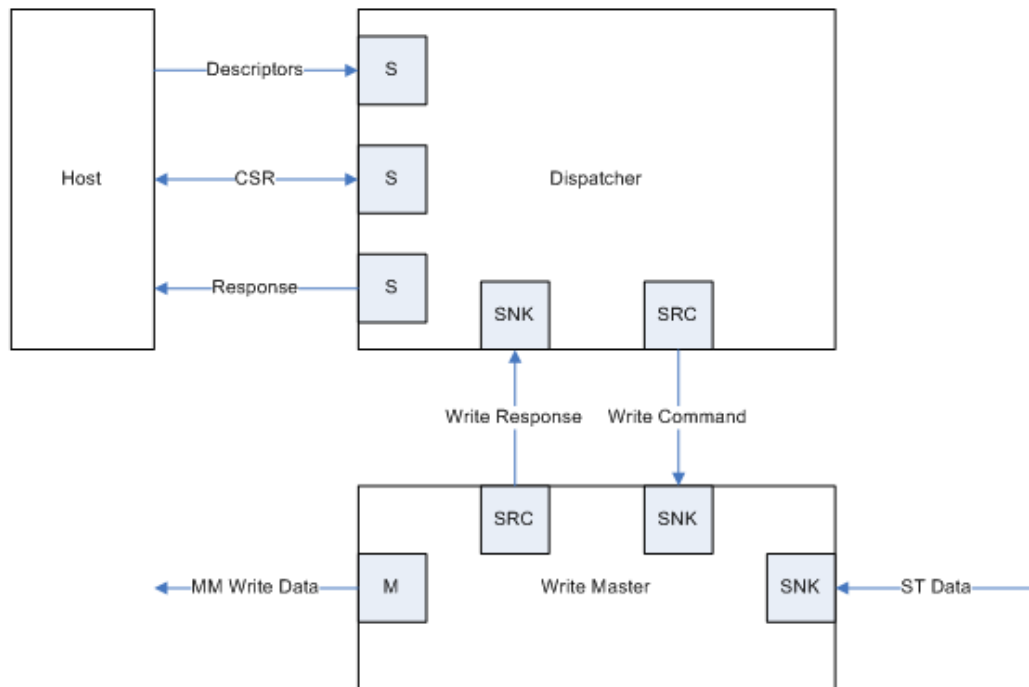 Descriptors
S
Host
CSR
S
Dispatcher
Response
S
SNK
SRC
Write Response
Write Command
SRC
SNK
MM Write Data
M
Write Master
SNK
ST Data